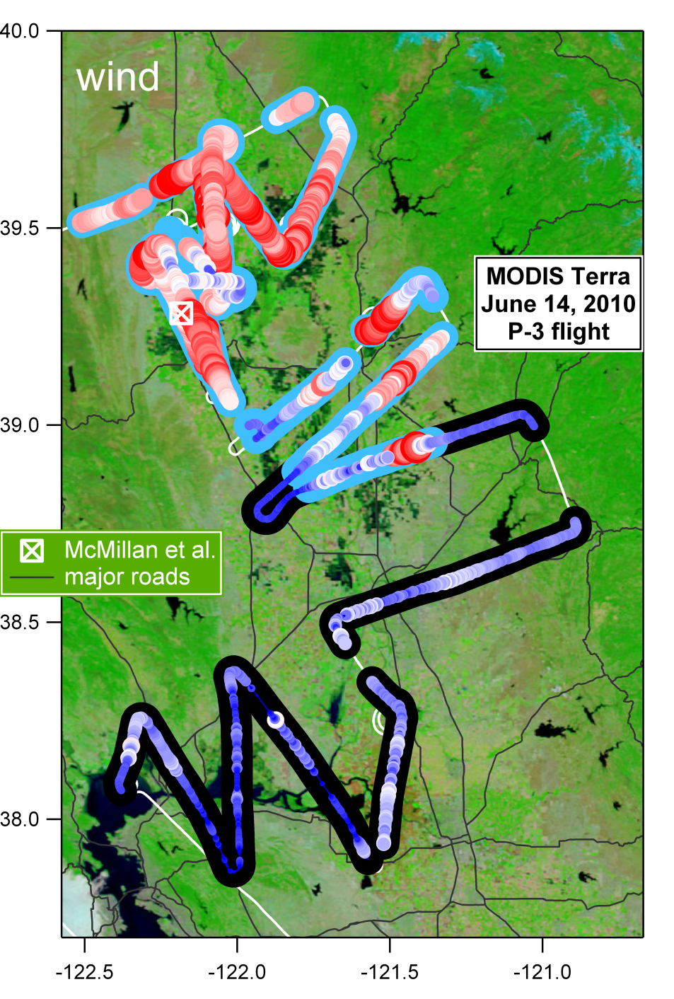 40.0
wind
39.5
MODIS Terra
June 14, 2010
P-3 flight
39.0
McMillan et al.
major roads
38.5
38.0
-122.5 -122.0 -121.5 -121.0